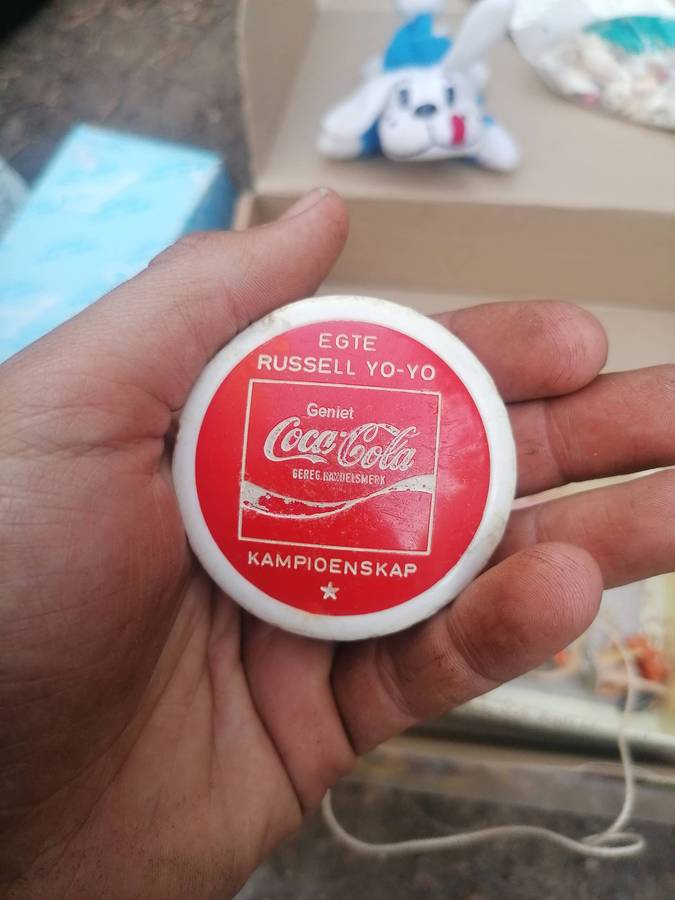 EGTE
RUSSELL YO-YO
Geniet
Coca-Cola
GEREG. HANDELSMERK
KAMPIOENSKAP